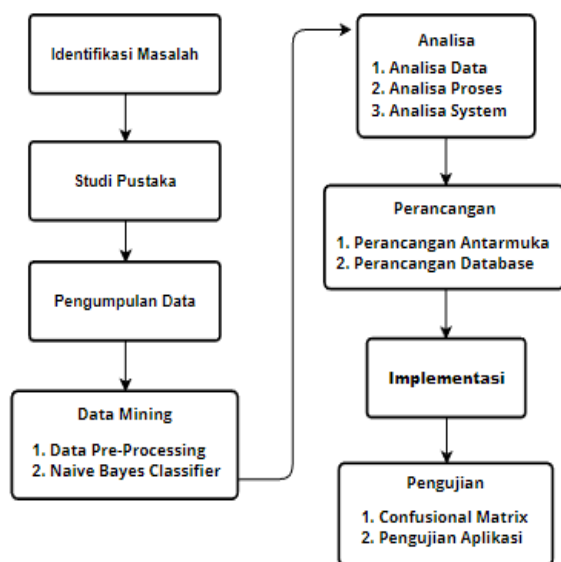 Identifikasi Masalah
Studi Pustaka
Pengumpulan Data
Data Mining
1. Data Pre-Processing
2. Naive Bayes Classifier
Analisa
1. Analisa Data
2. Analisa Proses
3. Analisa System
Perancangan
1. Perancangan Antarmuka
2. Perancangan Database
Implementasi
Pengujian
1. Confusional Matrix
2. Pengujian Aplikasi